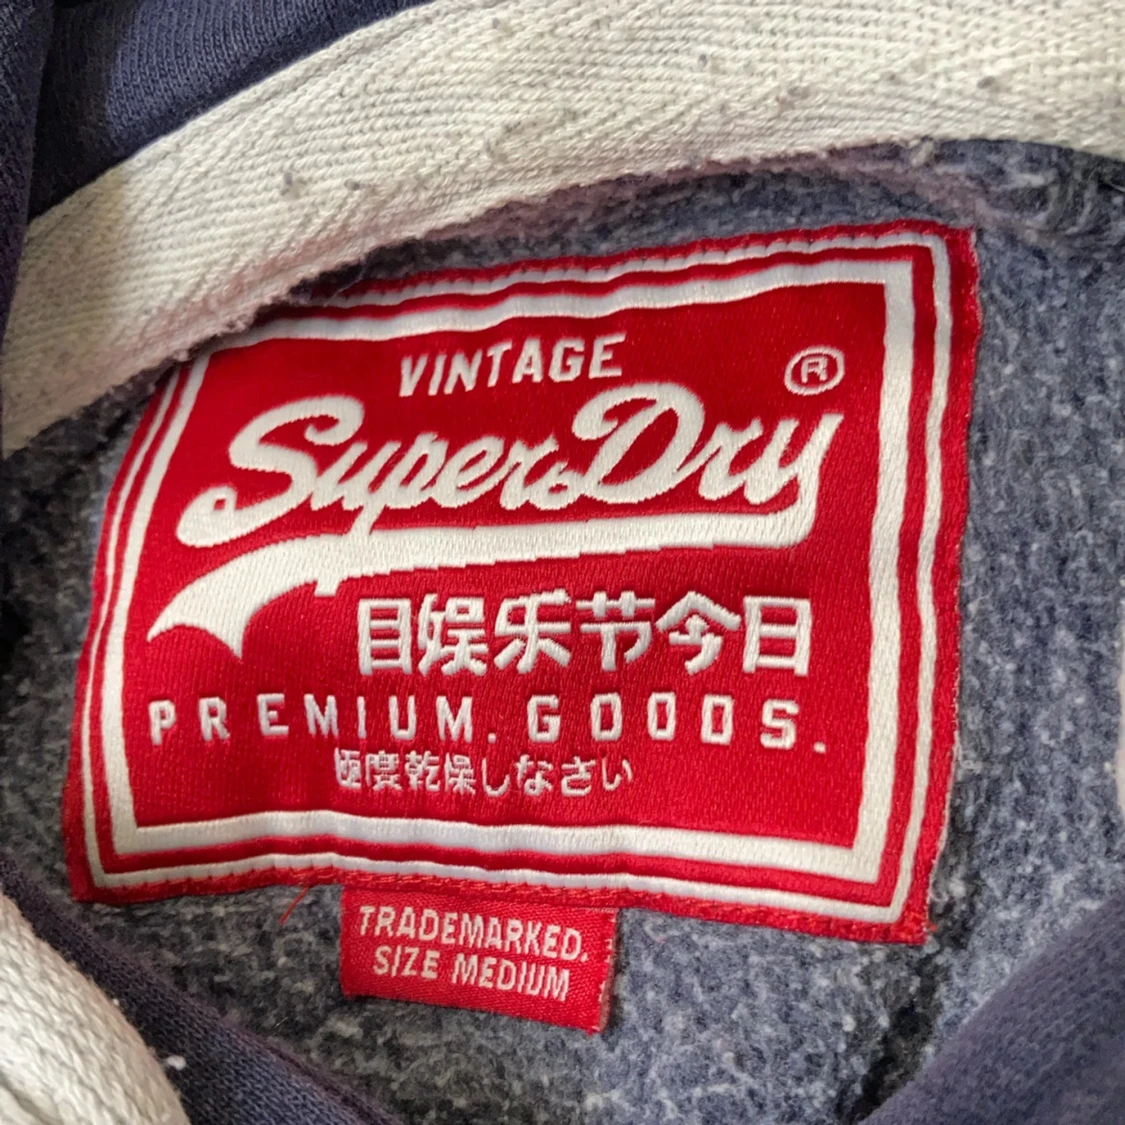 VINTAGE
®
SuperDry
目娱乐节今日
PREMIUM.GOODS.
極度乾燥しなさい
TRADEMARKED.
SIZE MEDIUM